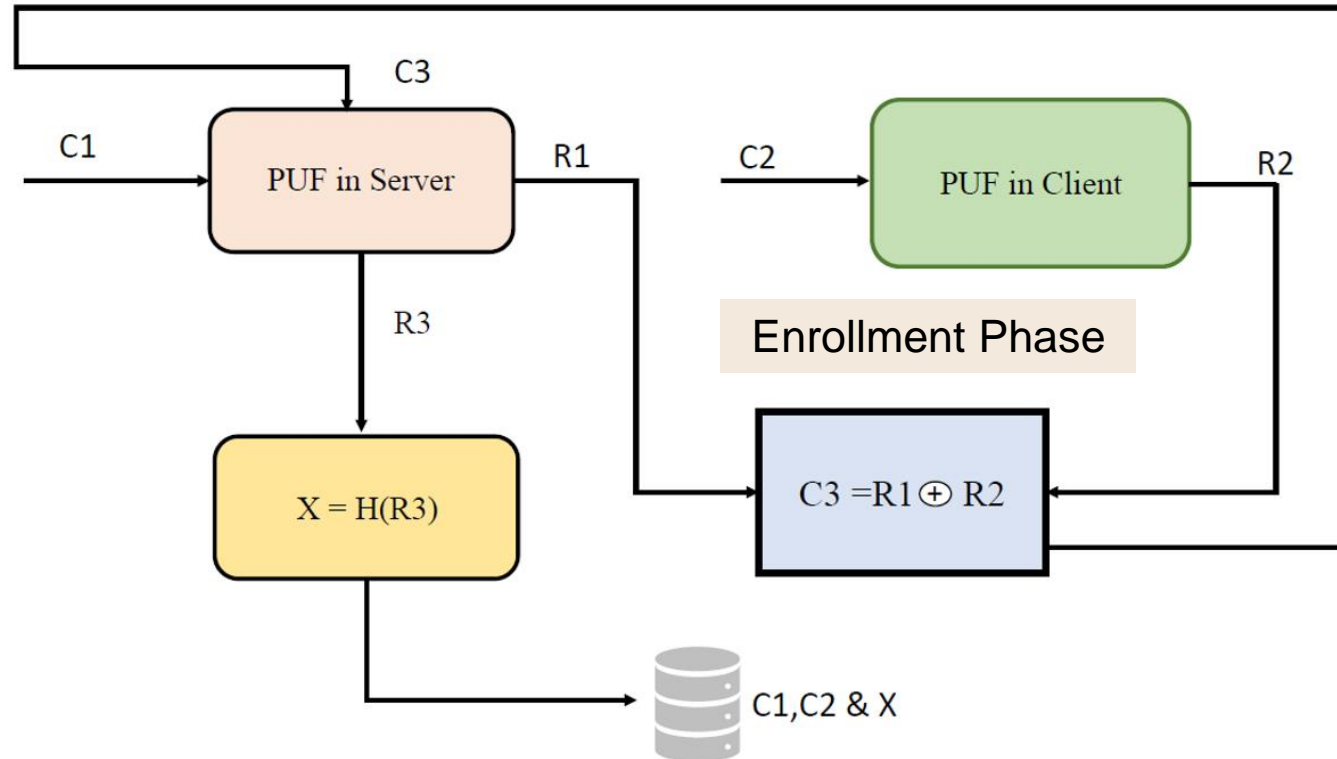 C3
C1
PUF in Server
R1
C2
PUF in Client
R2
R3
Enrollment Phase
X = H(R3)
C3 =R1 ⊕ R2
C1,C2 & X